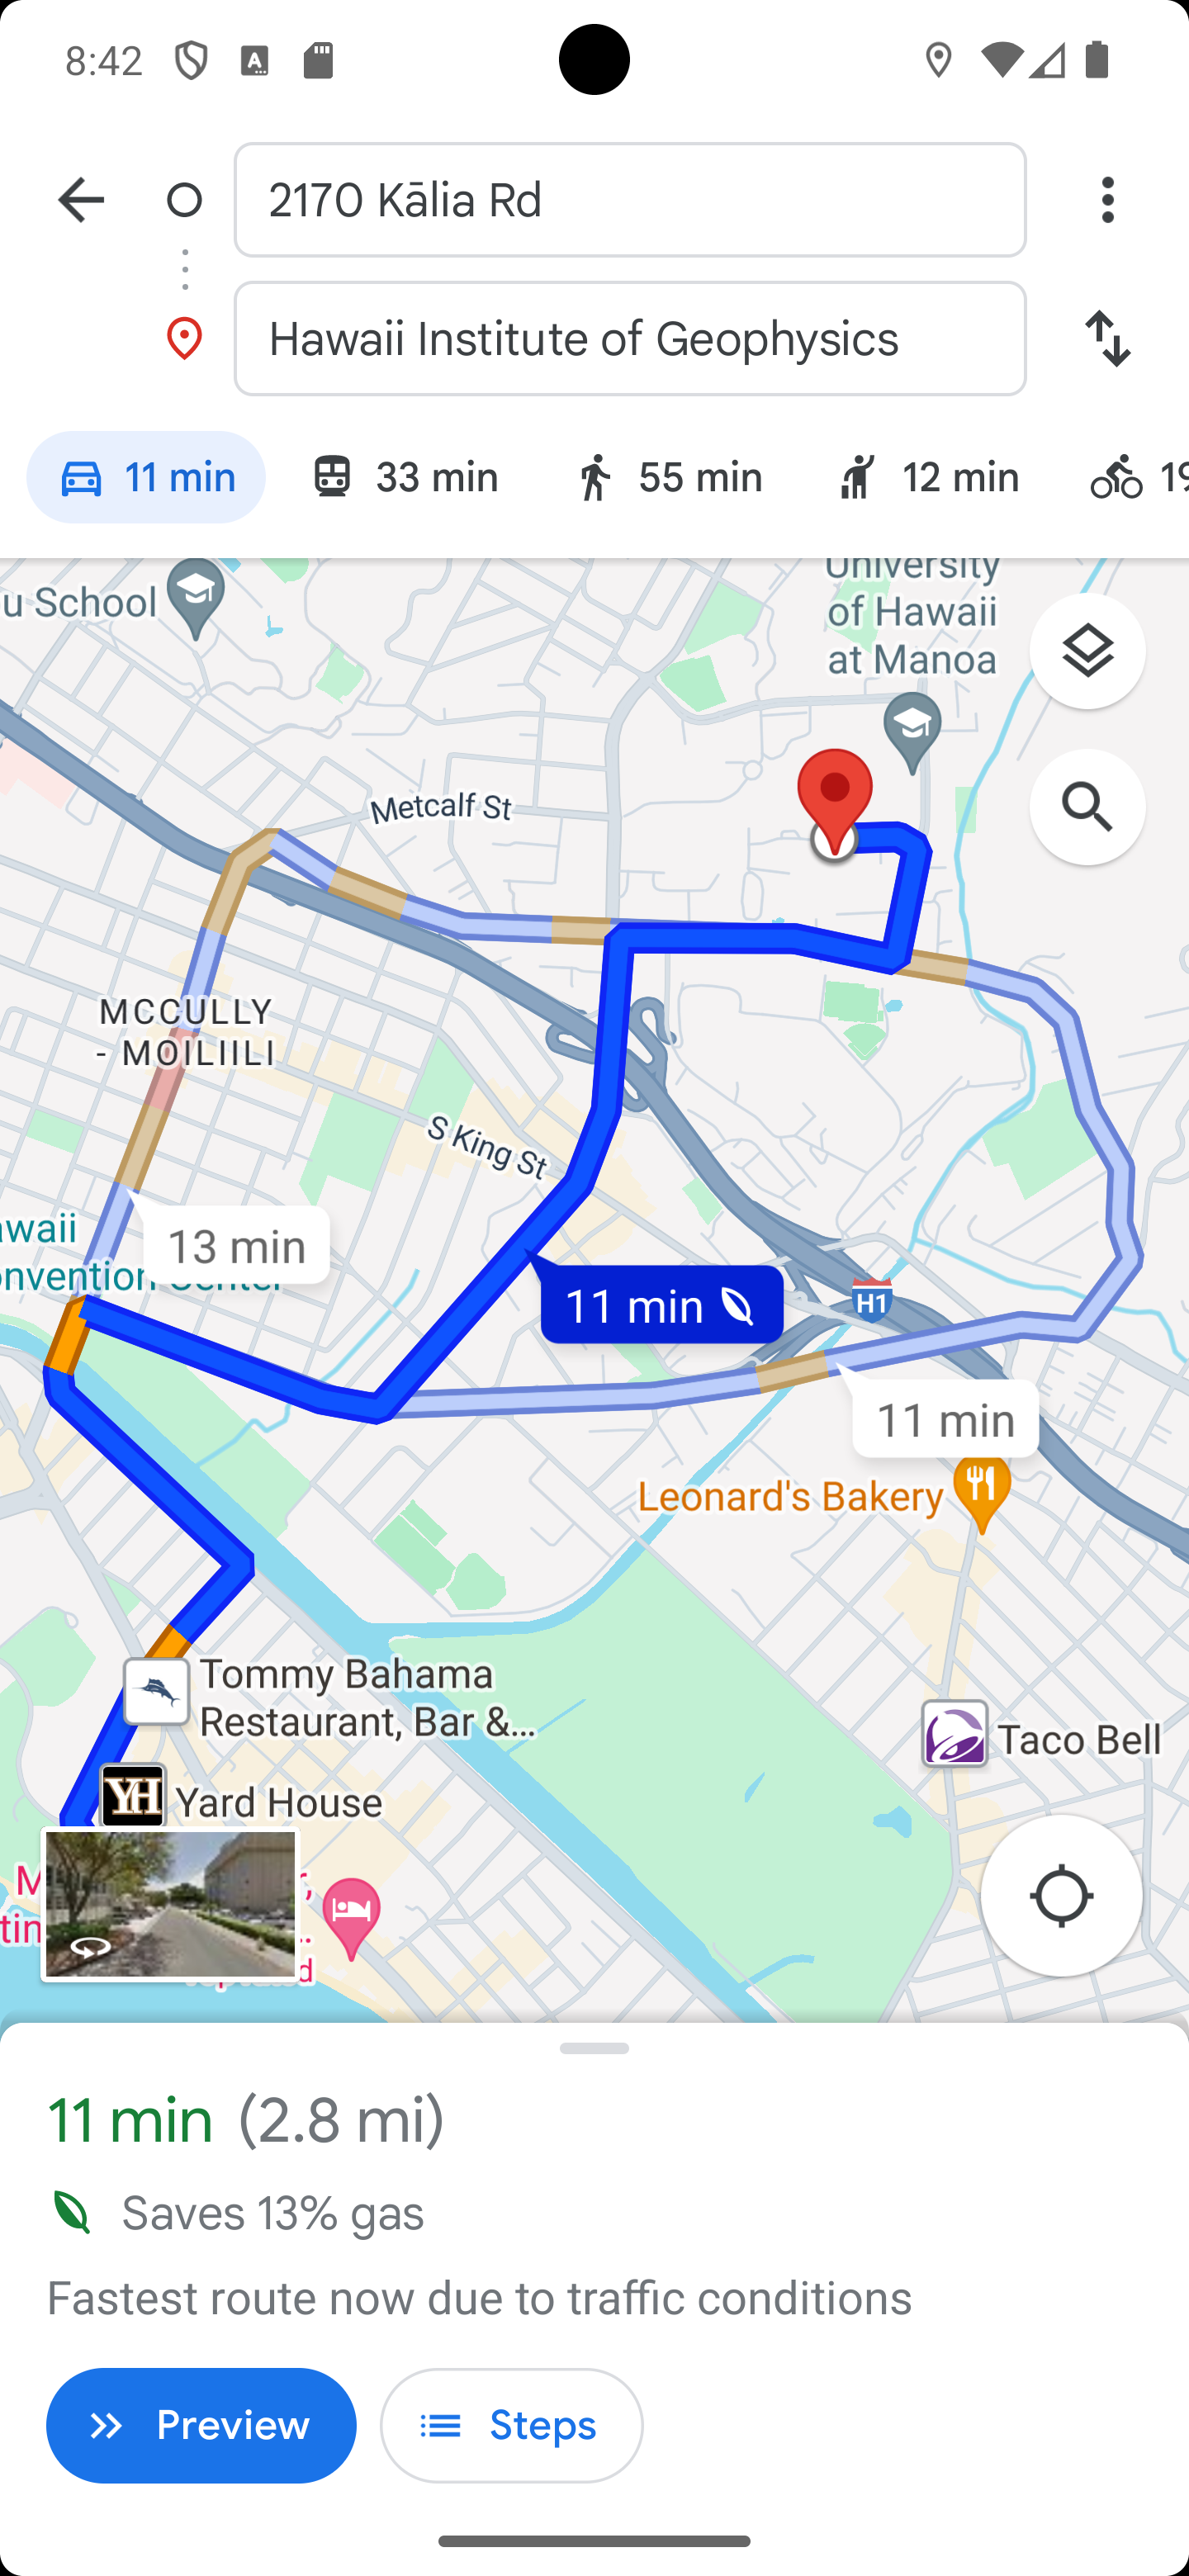 8:42
2170 Kālia Rd
Hawaii Institute of Geophysics
11 min
33 min
55 min
12 min
u School
University
of Hawaii
at Manoa
Metcalf St
MCCULLY
- MOILIILI
S King St
13 min
awaii
onvention Center
11 min
H1
11 min
Leonard's Bakery
Tommy Bahama
Restaurant, Bar &...
Taco Bell
YH
Yard House
11 min (2.8 mi)
Saves 13% gas
Fastest route now due to traffic conditions
Preview
Steps